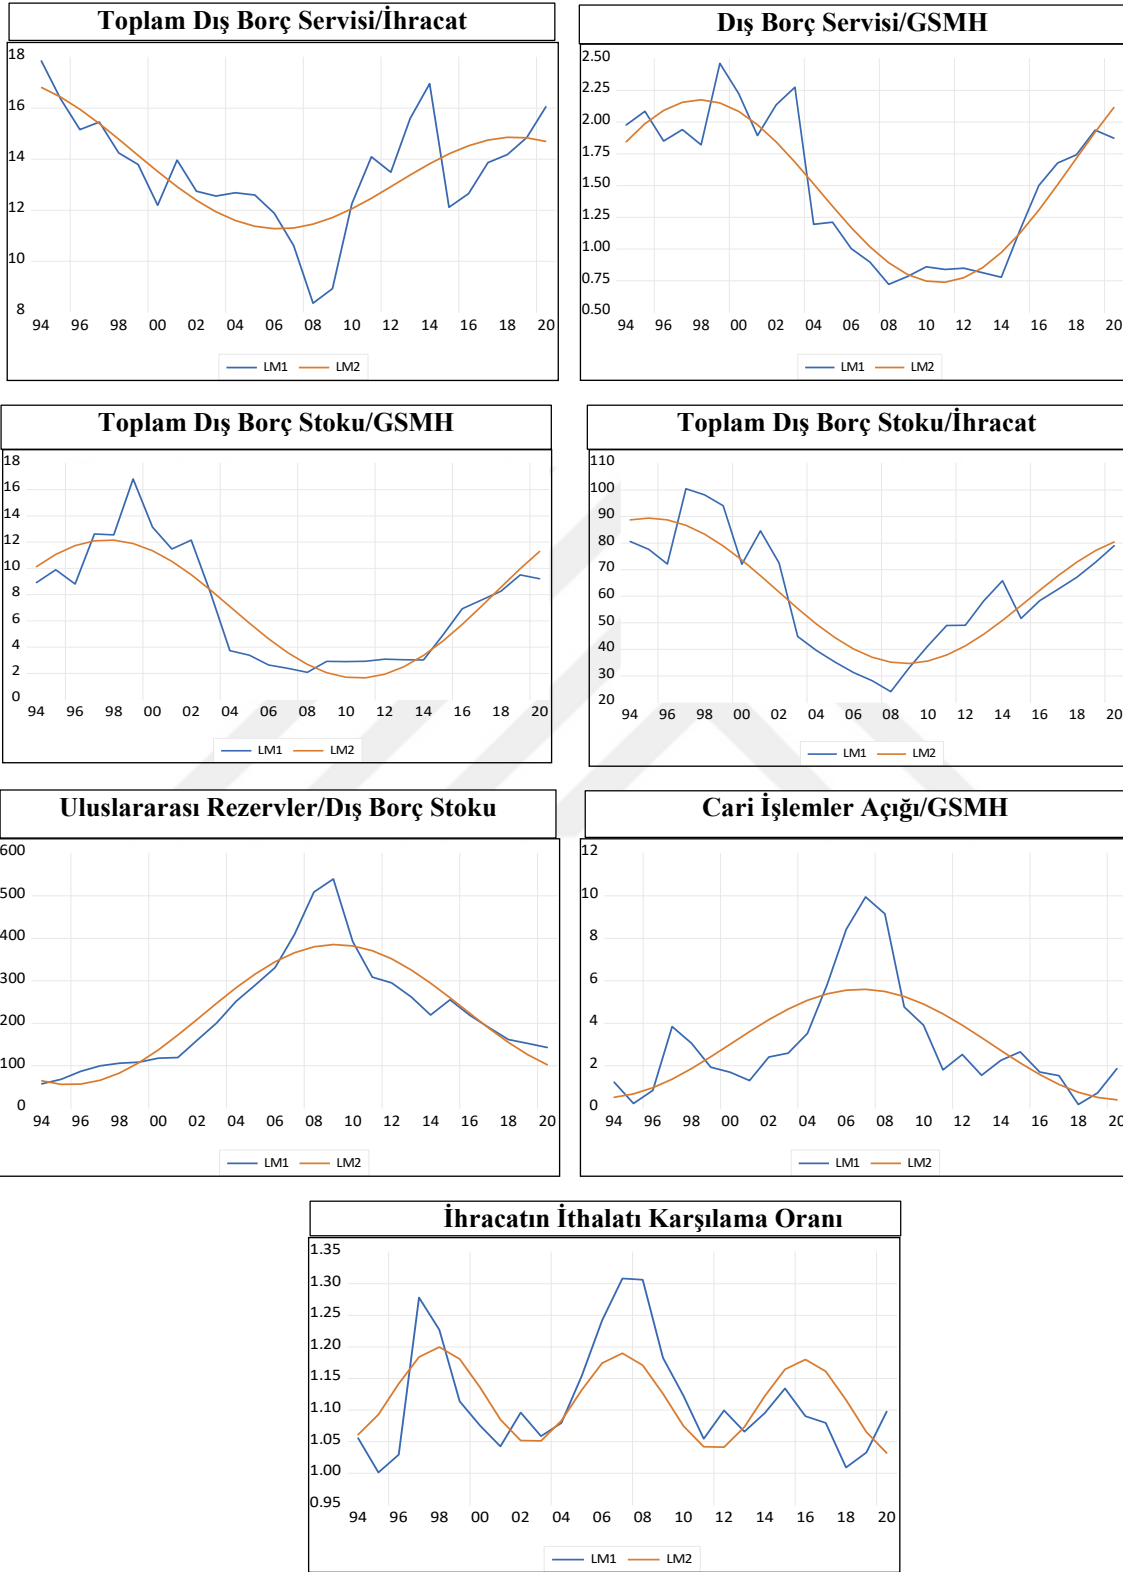 Toplam Dış Borç Servisi/İhracat
18
16
14
12
10
8
94 96 98 00 02 04 06 08 10 12 14 16 18 20
LM1 LM2
Dış Borç Servisi/GSMH
2.50
2.25
2.00
1.75
1.50
1.25
1.00
0.75
0.50
94 96 98 00 02 04 06 08 10 12 14 16 18 20
LM1 LM2
Toplam Dış Borç Stoku/GSMH
18
16
14
12
10
8
6
4
2
0
94 96 98 00 02 04 06 08 10 12 14 16 18 20
LM1 LM2
Toplam Dış Borç Stoku/İhracat
110
100
90
80
70
60
50
40
30
20
94 96 98 00 02 04 06 08 10 12 14 16 18 20
LM1 LM2
Uluslararası Rezervler/Dış Borç Stoku
600
500
400
300
200
100
0
94 96 98 00 02 04 06 08 10 12 14 16 18 20
LM1 LM2
Cari İşlemler Açığı/GSMH
12
10
8
6
4
2
0
94 96 98 00 02 04 06 08 10 12 14 16 18 20
LM1 LM2
İhracatın İthalatı Karşılama Oranı
1.35
1.30
1.25
1.20
1.15
1.10
1.05
1.00
0.95
94 96 98 00 02 04 06 08 10 12 14 16 18 20
LM1 LM2